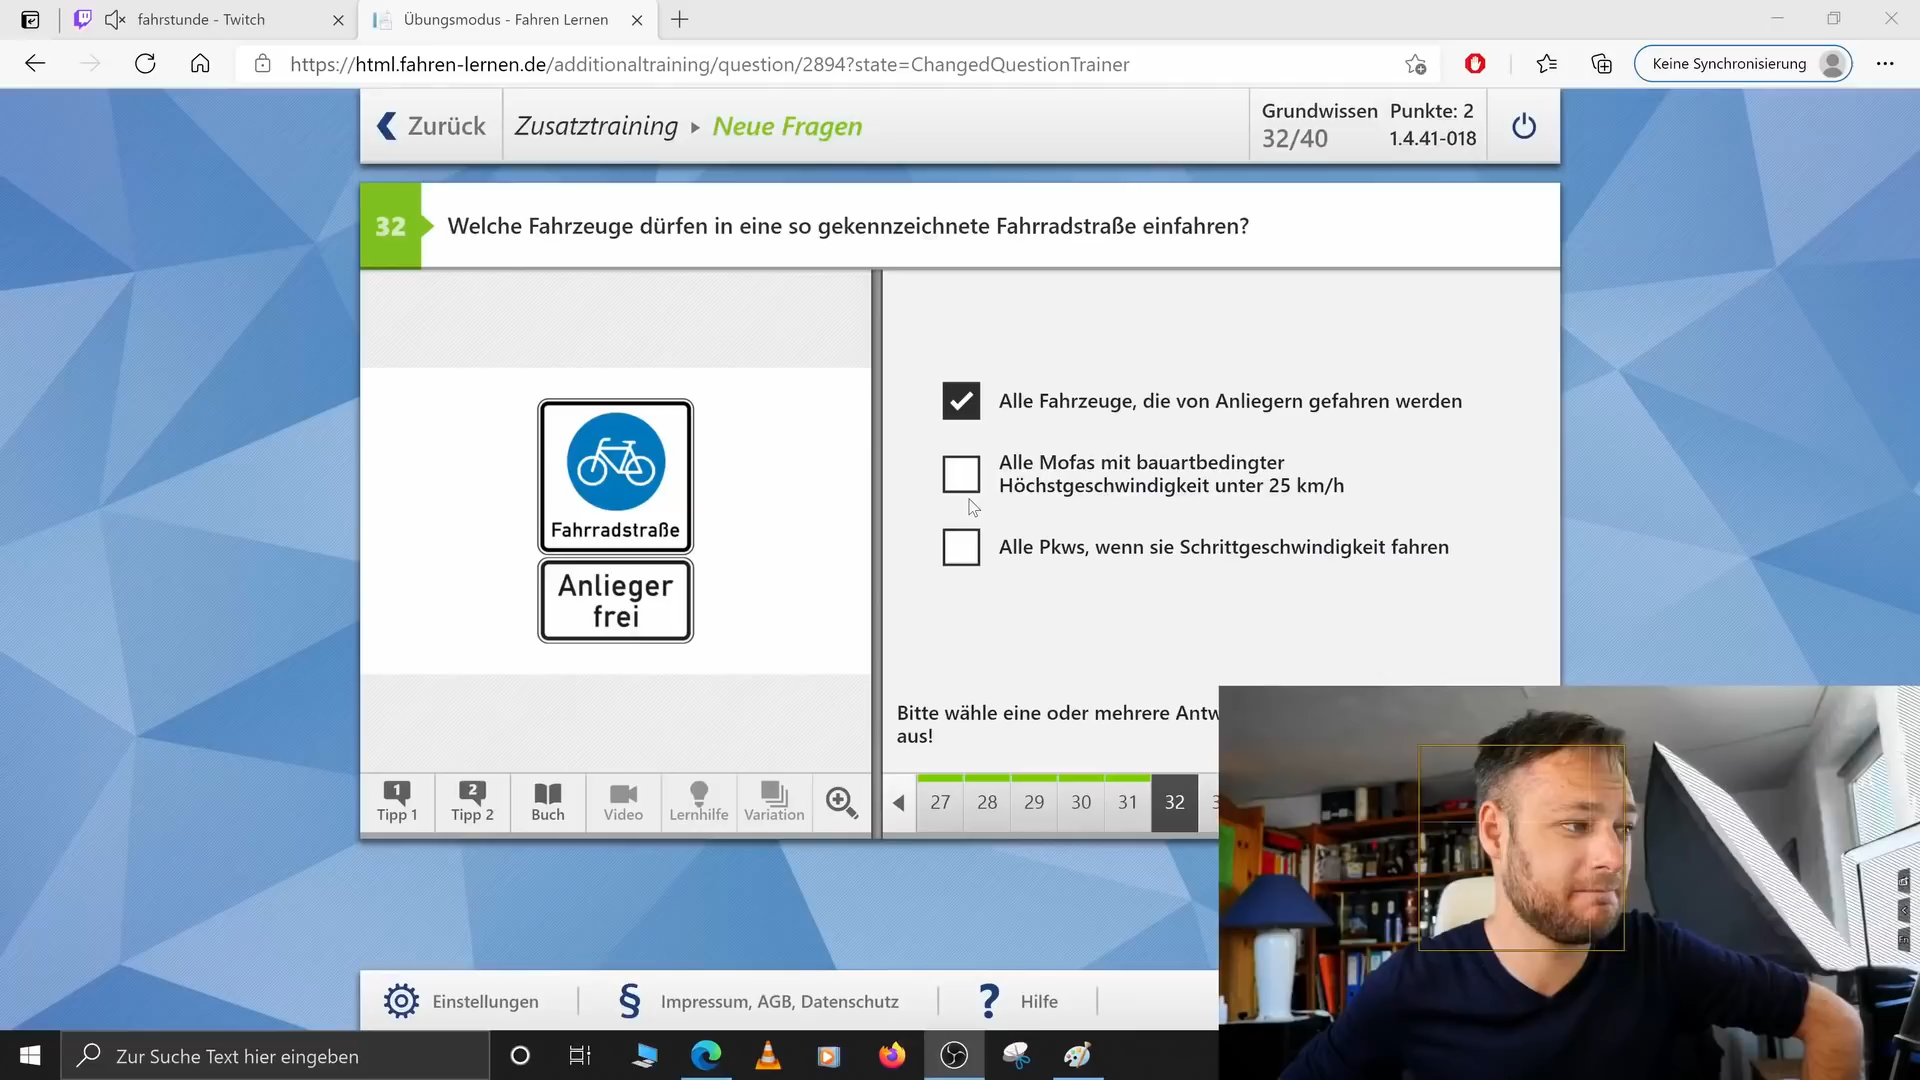 fahrstunde - Twitch
Übungsmodus - Fahren Lernen
https://html.fahren-lernen.de/additionaltraining/question/2894?state=ChangedQuestionTrainer
Keine Synchronisierung
Zurück
Zusatztraining ▸ Neue Fragen
Grundwissen Punkte: 2
32/40 1.4.41-018
32
Welche Fahrzeuge dürfen in eine so gekennzeichnete Fahrradstraße einfahren?
Fahrradstraße
Anlieger
frei
Alle Fahrzeuge, die von Anliegern gefahren werden
Alle Mofas mit bauartbedingter
Höchstgeschwindigkeit unter 25 km/h
Alle Pkws, wenn sie Schrittgeschwindigkeit fahren
Bitte wähle eine oder mehrere Antw
aus!
1
Tipp 1
2
Tipp 2
Buch
Video
Lernhilfe
Variation
27 28 29 30 31 32
Einstellungen
§ Impressum, AGB, Datenschutz
? Hilfe
Zur Suche Text hier eingeben